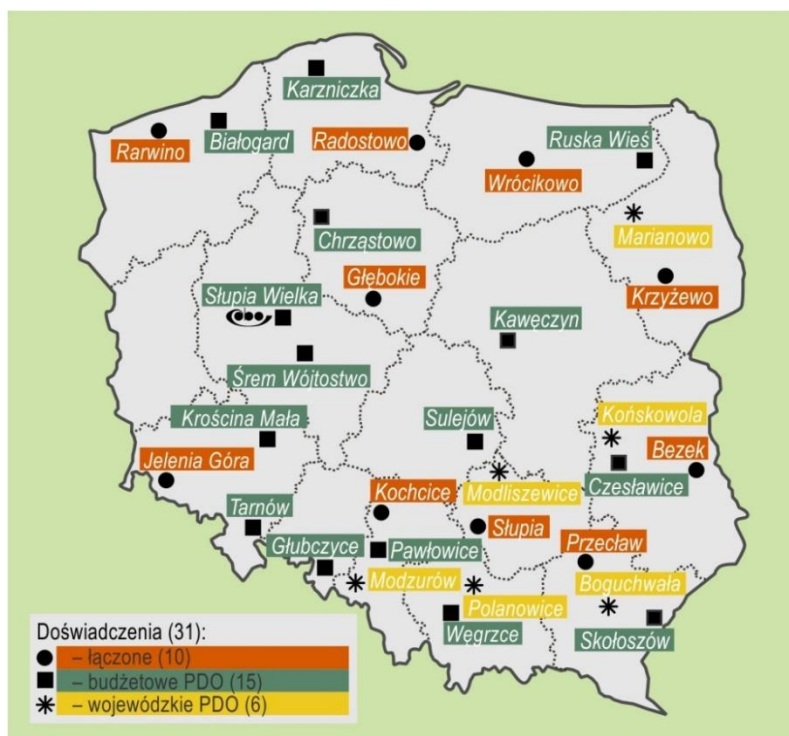 Karzniczka
Białogard
Rarwino
Radostowo
Ruska Wieś
Wrócikowo
Chrząstowo
Marianowo
Głębokie
Krzyżewo
Słupia Wielka
Kawęczyn
Śrem Wójtostwo
Krościna Mała
Sulejów
Końskowola
Jelenia Góra
Bezek
Kochcice
Modliszewice
Czesławice
Tarnów
Słupia
Głubczyce
Pawłowice
Przecław
Modzurów
Polanowice
Boguchwała
Węgrzce
Skołoszów
Doświadczenia (31):
– łączone (10)
– budżetowe PDO (15)
– wojewódzkie PDO (6)